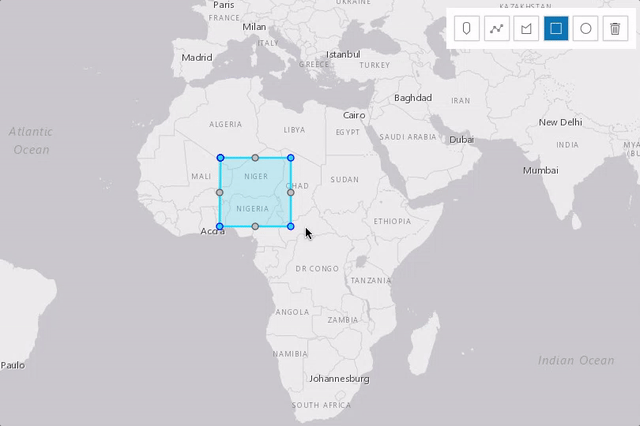 Paris
UKRAINE
KAZAKHSTAN
FRANCE
Milan
ITALY
Madrid
Istanbul
GREECE
TURKEY
Baghdad
IRAN
Cairo
New Delhi
Atlantic
Ocean
ALGERIA
LIBYA
EGYPT
SAUDI ARABIA
Dubai
INDIA
Mumbai
MALI
NIGER
CHAD
SUDAN
NIGERIA
Accra
ETHIOPIA
DR CONGO
TANZANIA
ANGOLA
ZAMBIA
NAMIBIA
Indian Ocean
Paulo
Johannesburg
SOUTH AFRICA